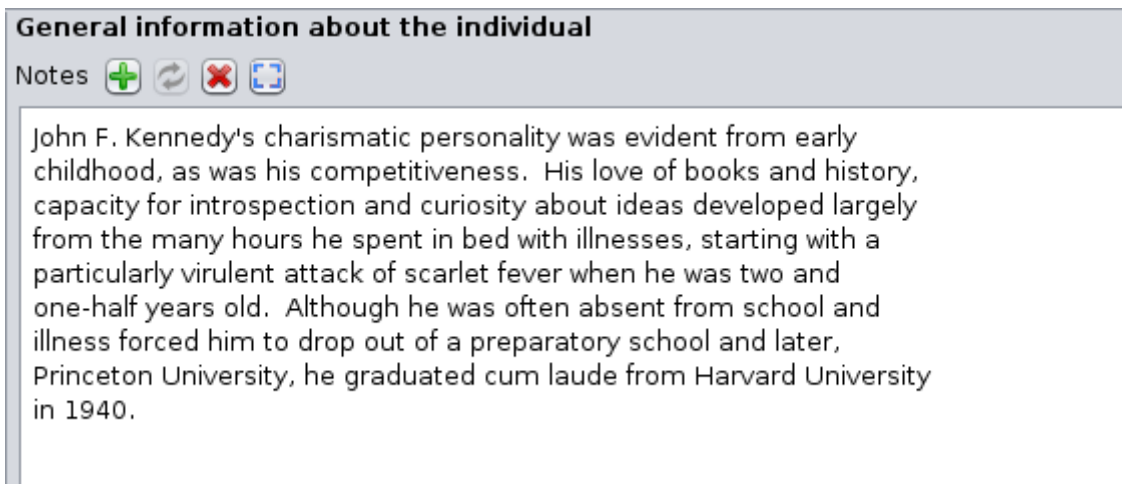 General information about the individual
Notes
John F. Kennedy's charismatic personality was evident from early
childhood, as was his competitiveness.  His love of books and history,
capacity for introspection and curiosity about ideas developed largely
from the many hours he spent in bed with illnesses, starting with a
particularly virulent attack of scarlet fever when he was two and
one-half years old.  Although he was often absent from school and
illness forced him to drop out of a preparatory school and later,
Princeton University, he graduated cum laude from Harvard University
in 1940.